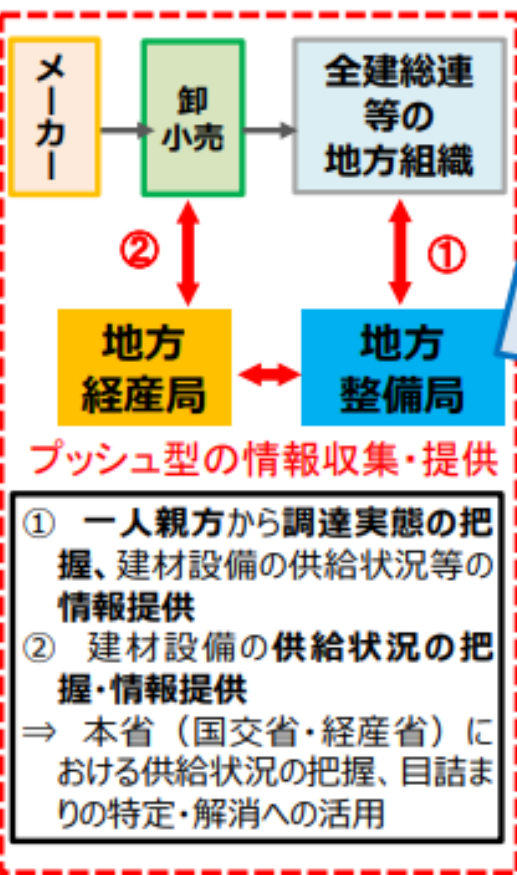 メーカー
卸
小売
全建総連
等の
地方組織
②
①
地方
経産局
地方
整備局
プッシュ型の情報収集・提供
① 一人親方から調達実態の把
握、建材設備の供給状況等の
情報提供
② 建材設備の供給状況の把
握・情報提供
⇒ 本省（国交省・経産省）に
おける供給状況の把握、目詰ま
りの特定・解消への活用